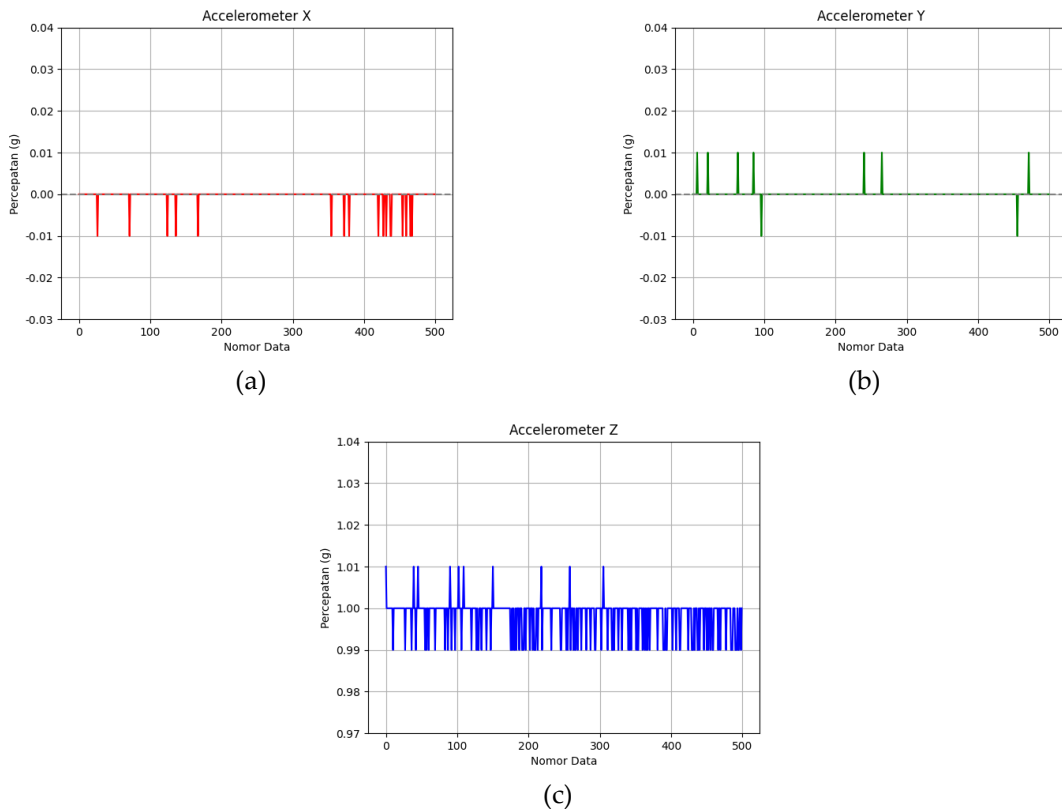 Accelerometer X
0.04
0.03
0.02
0.01
0.00
-0.01
-0.02
-0.03
Percepatan (g)
0 100 200 300 400 500
Nomor Data
(a)
Accelerometer Y
0.04
0.03
0.02
0.01
0.00
-0.01
-0.02
-0.03
Percepatan (g)
0 100 200 300 400 500
Nomor Data
(b)
Accelerometer Z
1.04
1.03
1.02
1.01
1.00
0.99
0.98
0.97
Percepatan (g)
0 100 200 300 400 500
Nomor Data
(c)